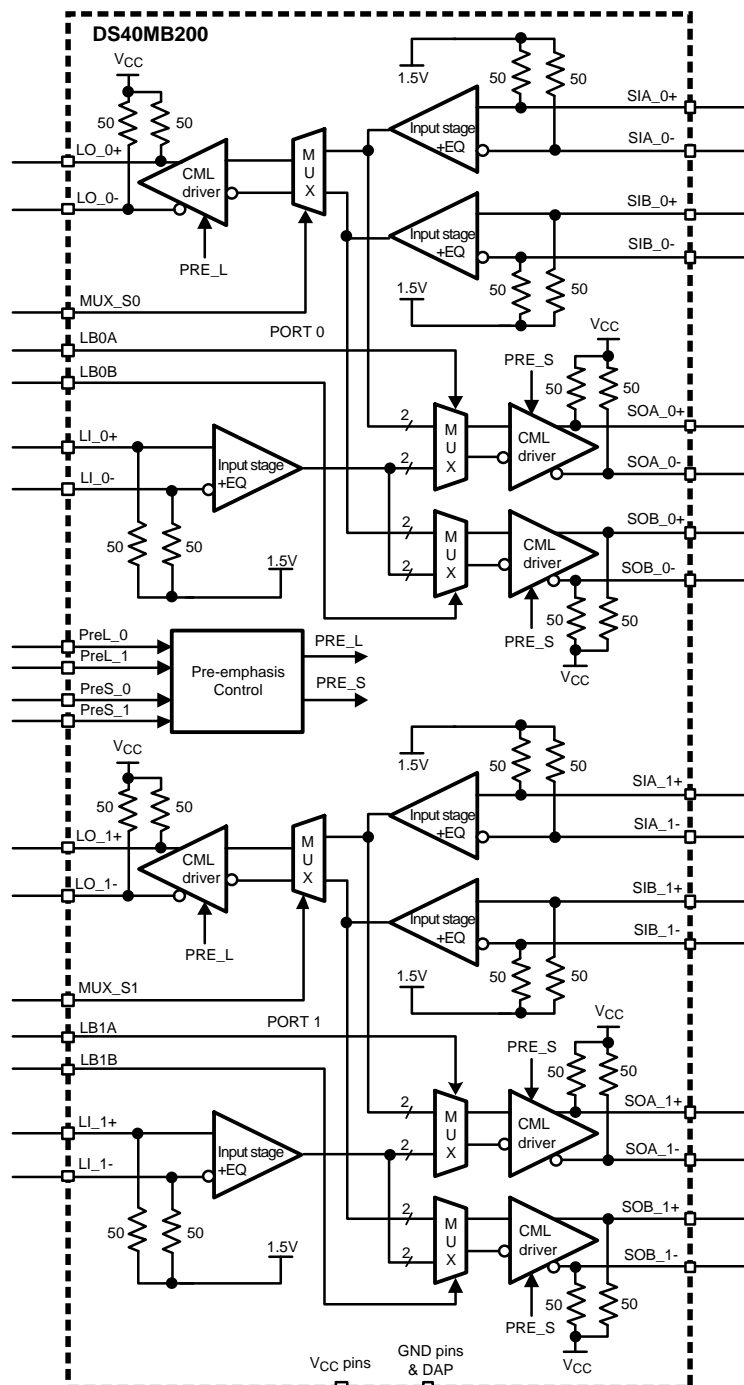 DS40MB200
VCC
50
50
LO_0+
LO_0-
CML
driver
PRE_L
M
U
X
1.5V
50
50
Input stage
+EQ
SIA_0+
SIA_0-
Input stage
+EQ
SIB_0+
SIB_0-
50
50
1.5V
MUX_S0
PORT 0
LB0A
LB0B
VCC
PRE_S
50
50
LI_0+
LI_0-
Input stage
+EQ
50
50
1.5V
2
2
M
U
X
CML
driver
SOA_0+
SOA_0-
2
2
M
U
X
CML
driver
SOB_0+
SOB_0-
50
50
PRE_S
VCC
PreL_0
PreL_1
PreS_0
PreS_1
Pre-emphasis
Control
PRE_L
PRE_S
VCC
50
50
LO_1+
LO_1-
CML
driver
PRE_L
M
U
X
1.5V
50
50
Input stage
+EQ
SIA_1+
SIA_1-
Input stage
+EQ
SIB_1+
SIB_1-
50
50
1.5V
MUX_S1
PORT 1
LB1A
LB1B
VCC
PRE_S
50
50
LI_1+
LI_1-
Input stage
+EQ
50
50
1.5V
2
2
M
U
X
CML
driver
SOA_1+
SOA_1-
2
2
M
U
X
CML
driver
SOB_1+
SOB_1-
50
50
PRE_S
VCC
VCC pins
GND pins
& DAP